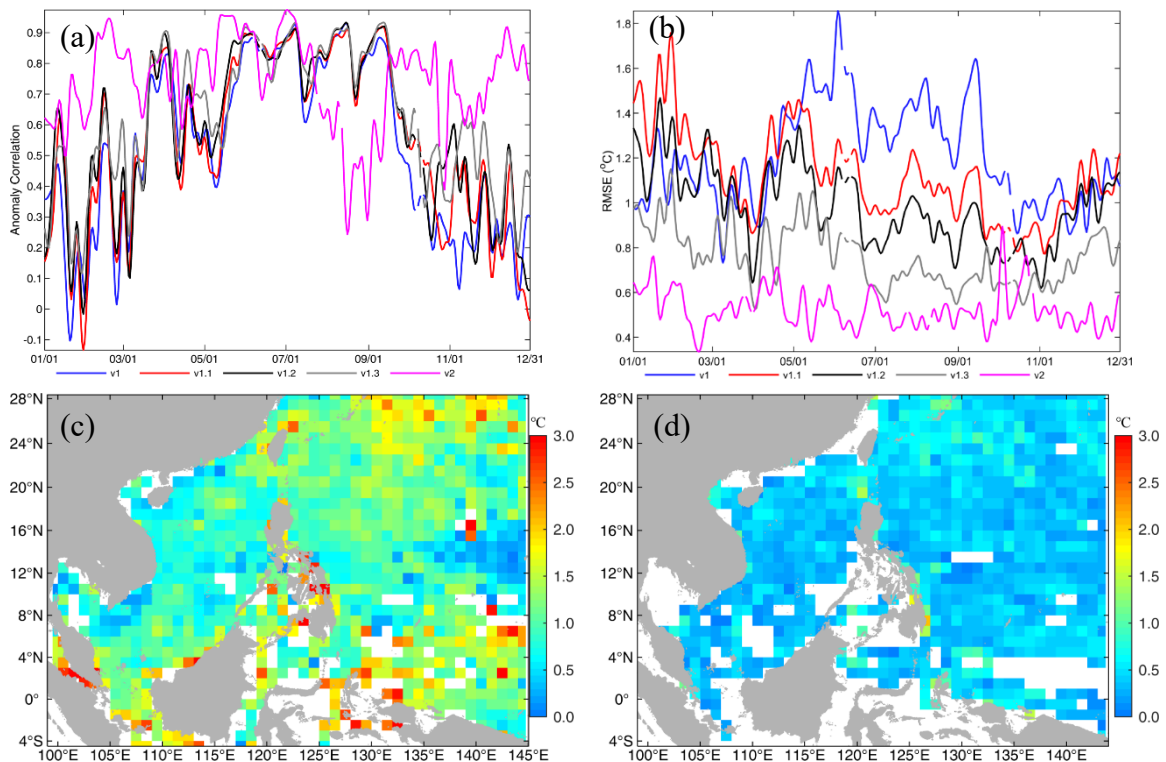 (a)
Anomaly Correlation
0.9
0.8
0.7
0.6
0.5
0.4
0.3
0.2
0.1
0
-0.1
01/01 03/01 05/01 07/01 09/01 11/01 12/31
v1 v1.1 v1.2 v1.3 v2
(b)
RMSE (°C)
1.8
1.6
1.4
1.2
1.0
0.8
0.6
0.4
01/01 03/01 05/01 07/01 09/01 11/01 12/31
v1 v1.1 v1.2 v1.3 v2
(c)
28°N
24°N
20°N
16°N
12°N
8°N
4°N
0°
4°S
100°E 105°E 110°E 115°E 120°E 125°E 130°E 135°E 140°E 145°E
°C
3.0
2.5
2.0
1.5
1.0
0.5
0.0
(d)
28°N
24°N
20°N
16°N
12°N
8°N
4°N
0°
4°S
100°E 105°E 110°E 115°E 120°E 125°E 130°E 135°E 140°E
°C
3.0
2.5
2.0
1.5
1.0
0.5
0.0